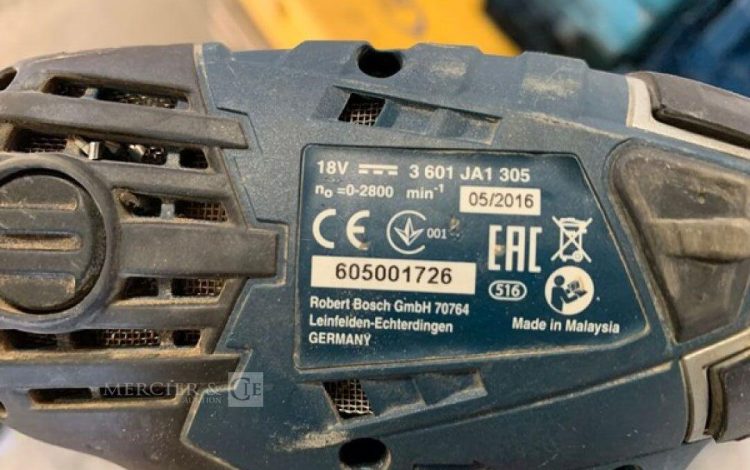 18V 3 601 JA1 305
n₀ =0-2800 min⁻¹ 05/2016
CE 001 EAC
605001726
516
Robert Bosch GmbH 70764
Leinfelden-Echterdingen
GERMANY
Made in Malaysia
MERCIER & CIE
AUCTION